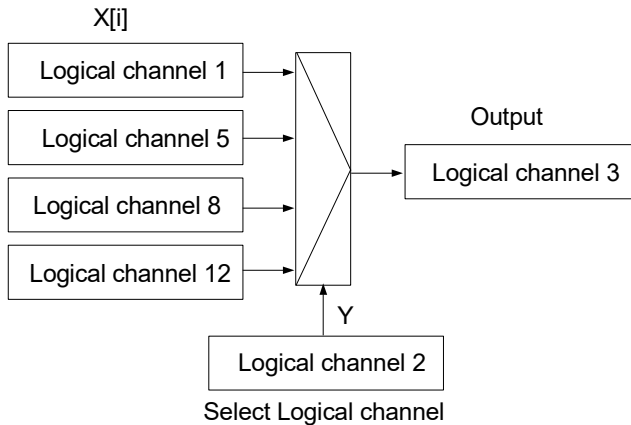 X[i]
Logical channel 1
Logical channel 5
Logical channel 8
Logical channel 12
Output
Logical channel 3
Y
Logical channel 2
Select Logical channel